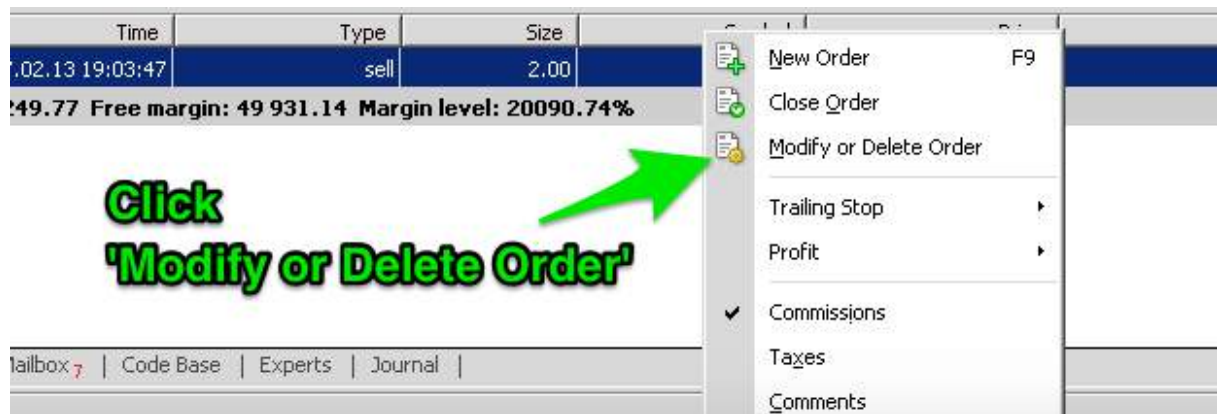 Time Type Size
.02.13 19:03:47 sell 2.00
249.77 Free margin: 49 931.14 Margin level: 20090.74%
New Order F9
Close Order
Modify or Delete Order
Trailing Stop
Profit
Commissions
Taxes
Comments
Click
'Modify or Delete Order'
Mailbox 7 | Code Base | Experts | Journal |